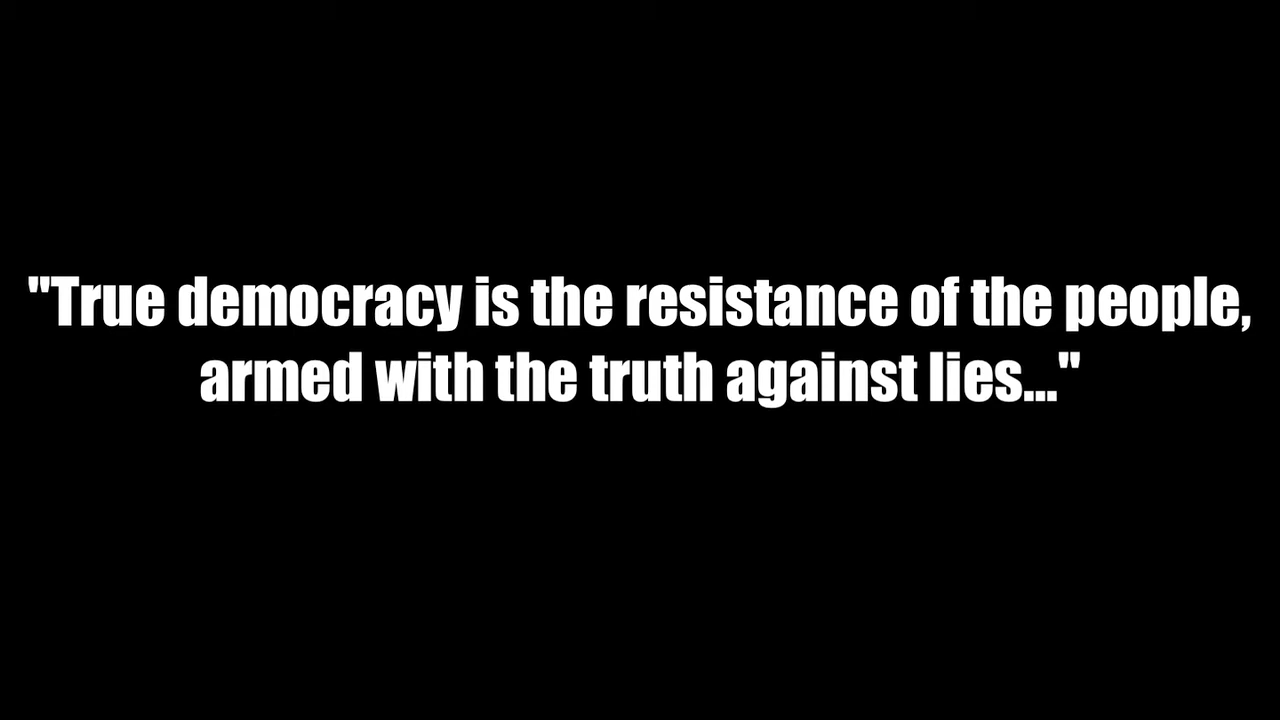 "True democracy is the resistance of the people,
armed with the truth against lies..."